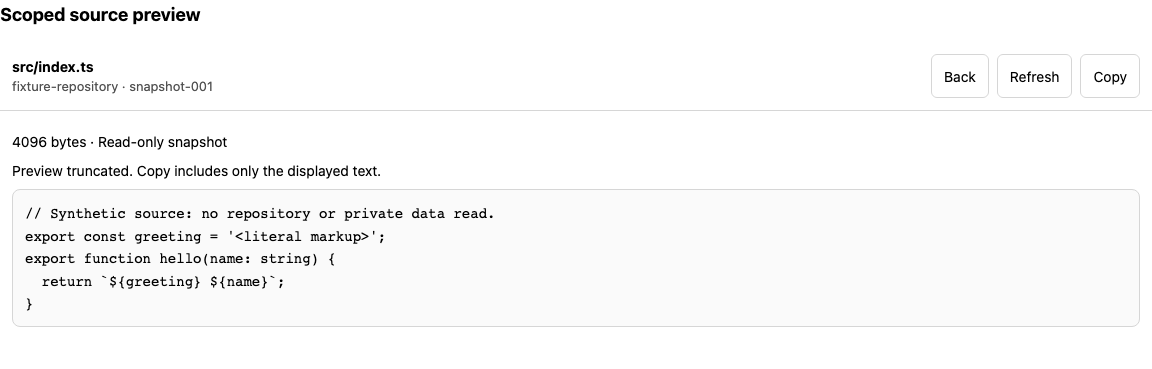 Scoped source preview
src/index.ts
fixture-repository · snapshot-001
Back
Refresh
Copy
4096 bytes · Read-only snapshot
Preview truncated. Copy includes only the displayed text.
// Synthetic source: no repository or private data read.
export const greeting = '<literal markup>';
export function hello(name: string) {
  return `${greeting} ${name}`;
}